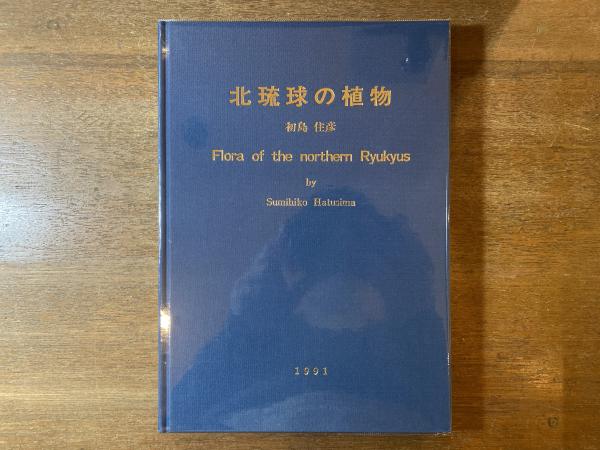 北琉球の植物
初島 住彦
Flora of the northern Ryukyus
by
Sumihiko Hatusima
1991